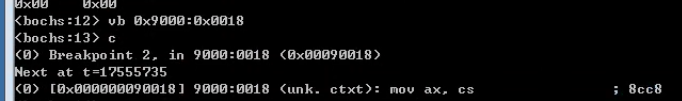 0x00    0x00
<bochs:12> vb 0x9000:0x0018
<bochs:13> c
(0) Breakpoint 2, in 9000:0018 (0x00090018)
Next at t=17555735
(0) [0x000000090018] 9000:0018 (unk. ctxt): mov ax, cs                  ; 8cc8